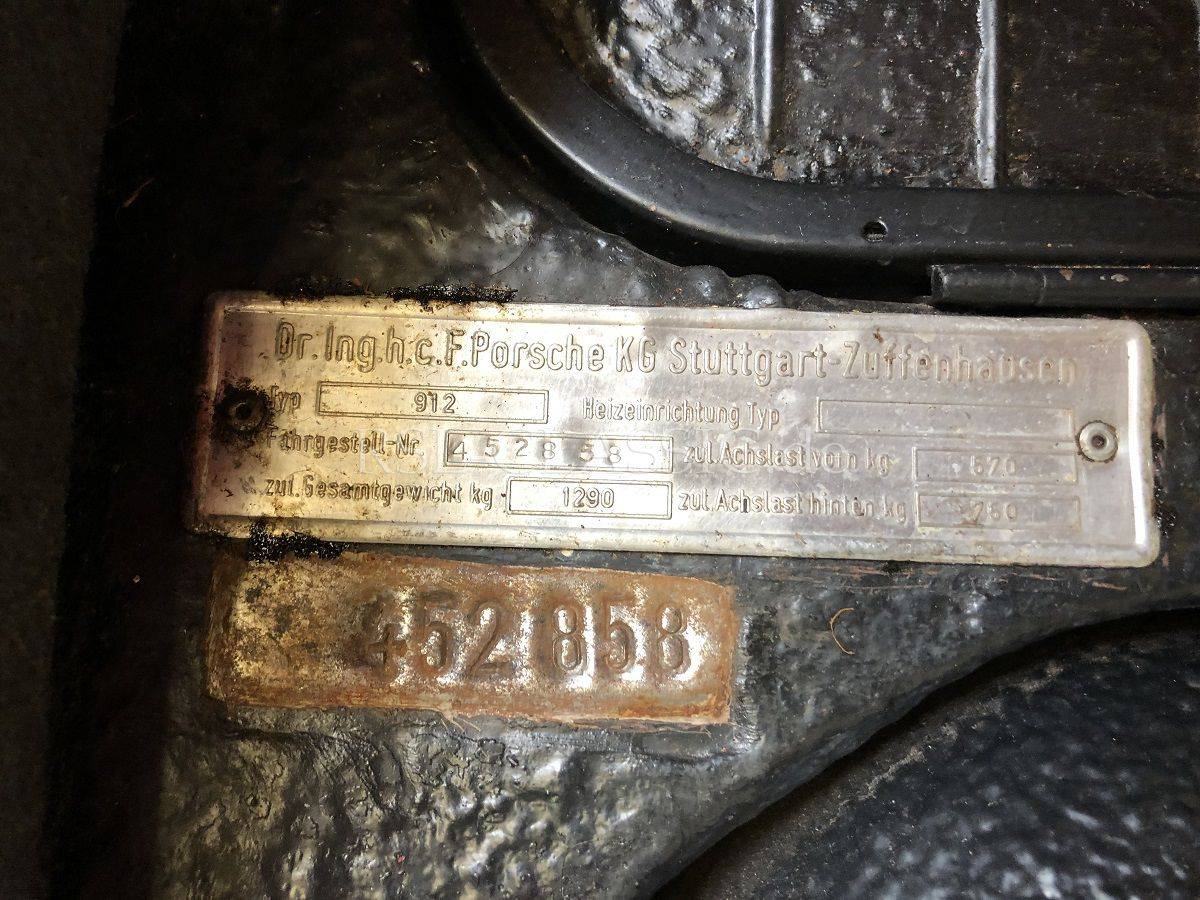 Dr.Ing.h.c.F.Porsche KG Stuttgart-Zuffenhausen
Typ 912 Heizeinrichtung Typ
Fahrgestell-Nr 452858 zul.Achslast vorn kg 570
zul.Gesamtgewicht kg 1290 zul.Achslast hinten kg 760
452858